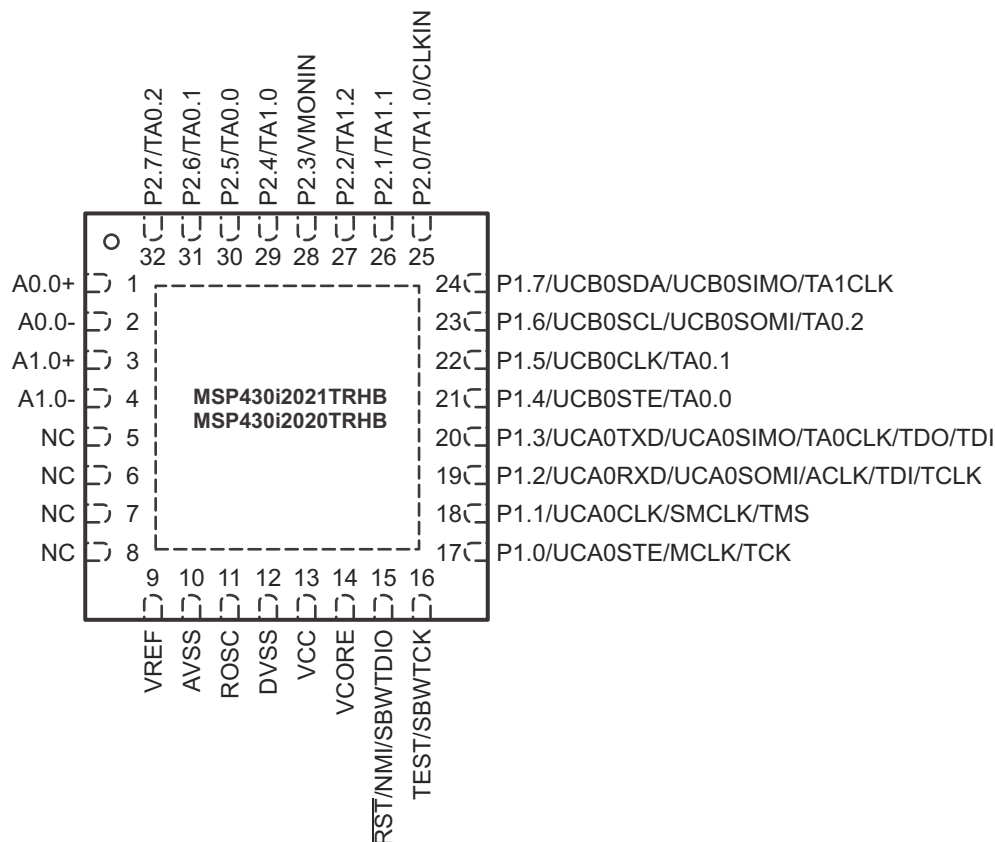 P2.7/TA0.2
P2.6/TA0.1
P2.5/TA0.0
P2.4/TA1.0
P2.3/VMONIN
P2.2/TA1.2
P2.1/TA1.1
P2.0/TA1.0/CLKIN
32 31 30 29 28 27 26 25
A0.0+ 1
A0.0- 2
A1.0+ 3
A1.0- 4
NC 5
NC 6
NC 7
NC 8
MSP430i2021TRHB
MSP430i2020TRHB
24 P1.7/UCB0SDA/UCB0SIMO/TA1CLK
23 P1.6/UCB0SCL/UCB0SOMI/TA0.2
22 P1.5/UCB0CLK/TA0.1
21 P1.4/UCB0STE/TA0.0
20 P1.3/UCA0TXD/UCA0SIMO/TA0CLK/TDO/TDI
19 P1.2/UCA0RXD/UCA0SOMI/ACLK/TDI/TCLK
18 P1.1/UCA0CLK/SMCLK/TMS
17 P1.0/UCA0STE/MCLK/TCK
9 10 11 12 13 14 15 16
VREF
AVSS
ROSC
DVSS
VCC
VCORE
RST/NMI/SBWTDIO
TEST/SBWTCK